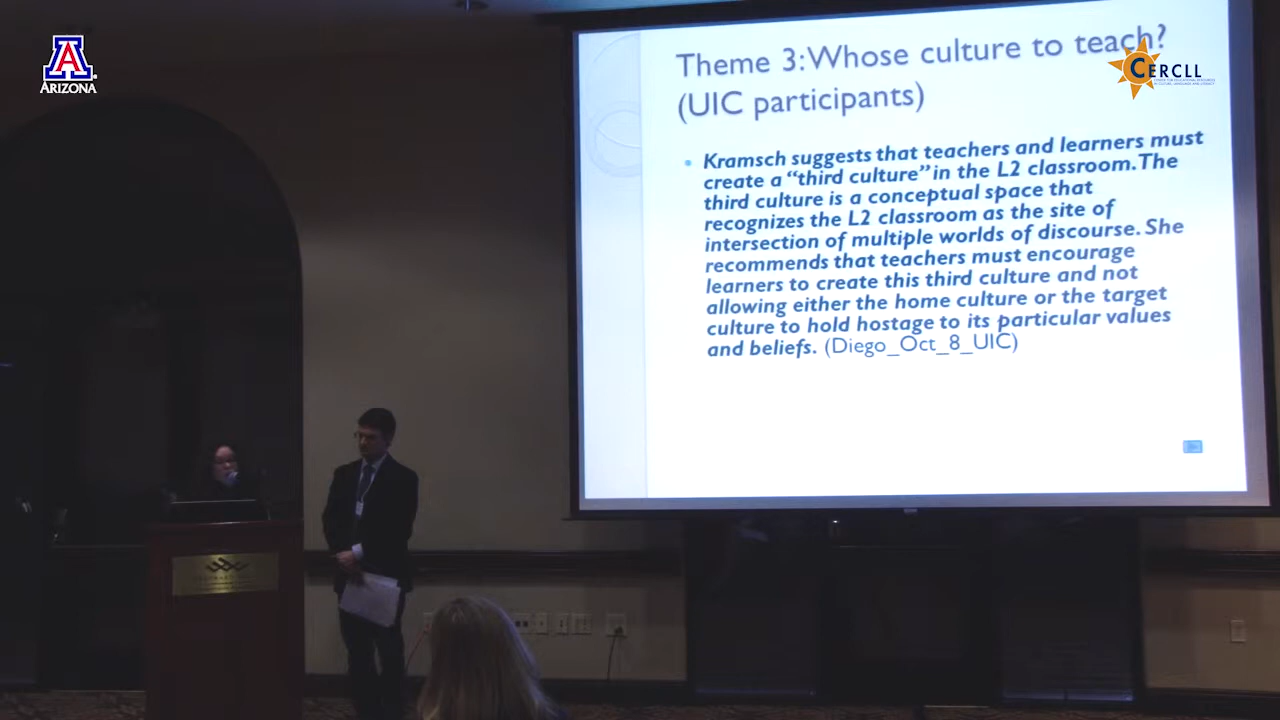 A
ARIZONA
Theme 3:Whose culture to teach?
(UIC participants)
CERCLL
• Kramsch suggests that teachers and learners must
create a “third culture” in the L2 classroom. The
third culture is a conceptual space that
recognizes the L2 classroom as the site of
intersection of multiple worlds of discourse. She
recommends that teachers must encourage
learners to create this third culture and not
allowing either the home culture or the target
culture to hold hostage to its particular values
and beliefs. (Diego_Oct_8_UIC)